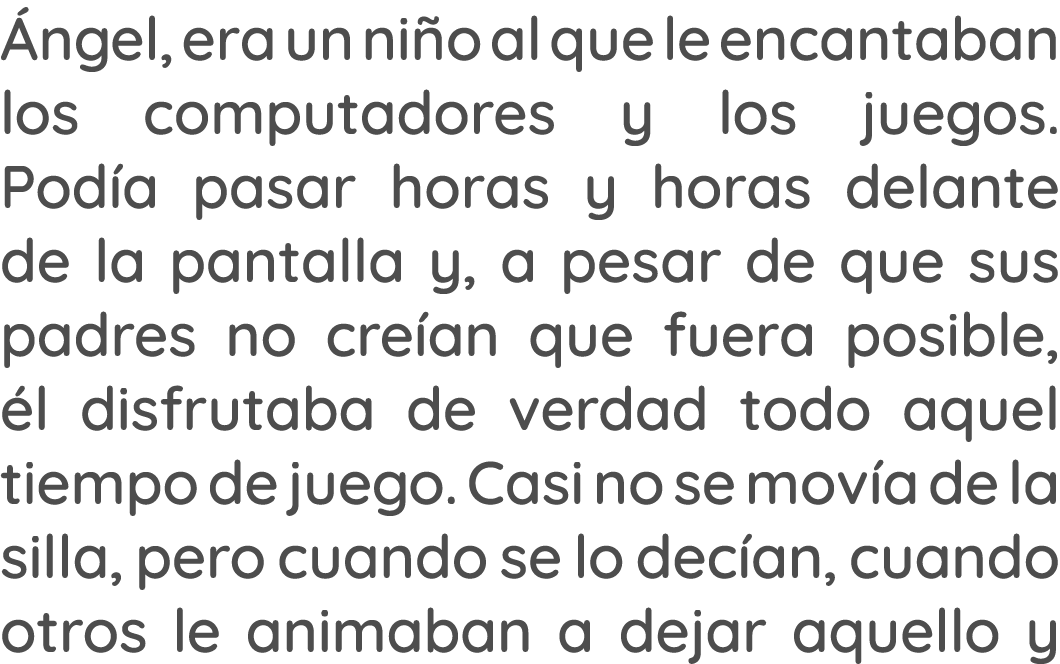 Ángel, era un niño al que le encantaban
los computadores y los juegos.
Podía pasar horas y horas delante
de la pantalla y, a pesar de que sus
padres no creían que fuera posible,
él disfrutaba de verdad todo aquel
tiempo de juego. Casi no se movía de la
silla, pero cuando se lo decían, cuando
otros le animaban a dejar aquello y